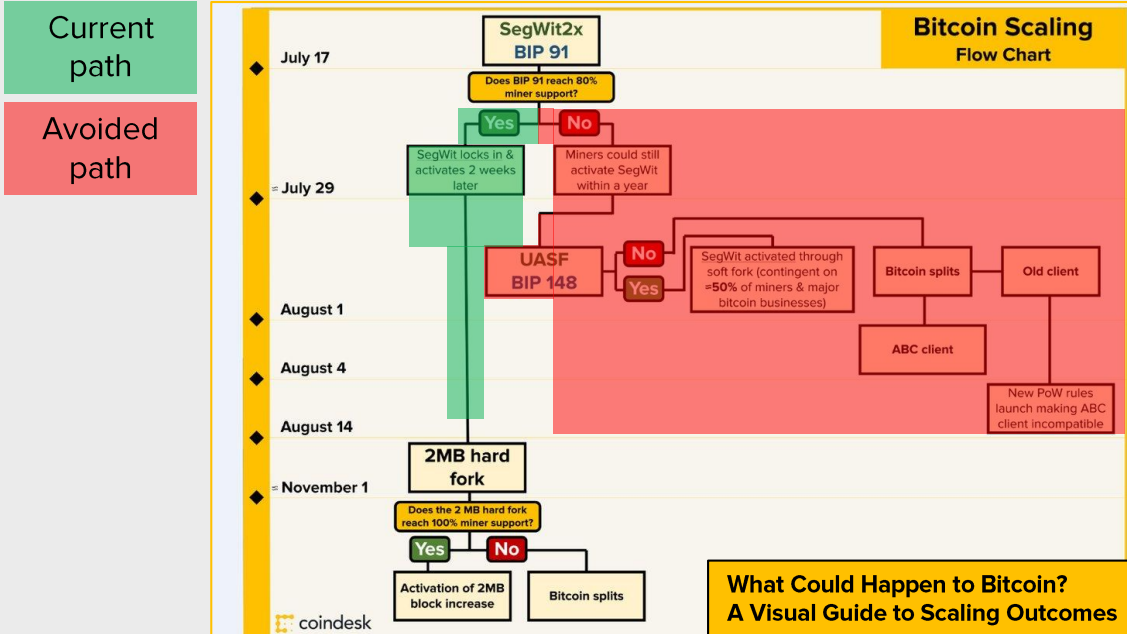 Current
path
Avoided
path
Bitcoin Scaling
Flow Chart
SegWit2x
BIP 91
July 17
Does BIP 91 reach 80%
miner support?
Yes
No
SegWit locks in &
activates 2 weeks
later
Miners could still
activate SegWit
within a year
≈ July 29
UASF
BIP 148
No
Yes
SegWit activated through
soft fork (contingent on
≈50% of miners & major
bitcoin businesses)
Bitcoin splits
Old client
August 1
ABC client
August 4
New PoW rules
launch making ABC
client incompatible
August 14
2MB hard
fork
≈ November 1
Does the 2 MB hard fork
reach 100% miner support?
Yes
No
Activation of 2MB
block increase
Bitcoin splits
What Could Happen to Bitcoin?
A Visual Guide to Scaling Outcomes
coindesk